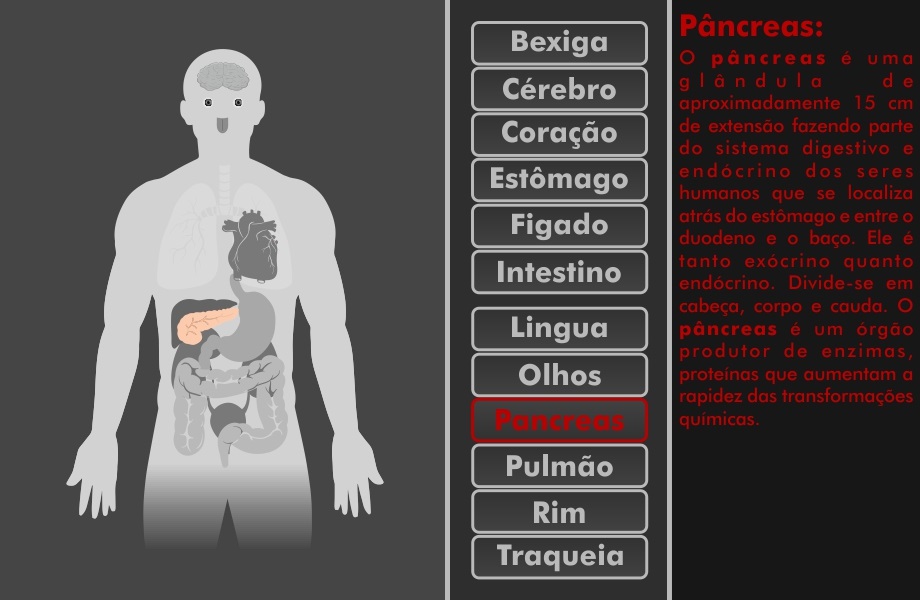 Bexiga
Cérebro
Coração
Estômago
Figado
Intestino
Lingua
Olhos
Pancreas
Pulmão
Rim
Traqueia
Pâncreas:
O pâncreas é uma
glândula de
aproximadamente 15 cm
de extensão fazendo parte
do sistema digestivo e
endócrino dos seres
humanos que se localiza
atrás do estômago e entre o
duodeno e o baço. Ele é
tanto exócrino quanto
endócrino. Divide-se em
cabeça, corpo e cauda. O
pâncreas é um órgão
produtor de enzimas,
proteínas que aumentam a
rapidez das transformações
químicas.